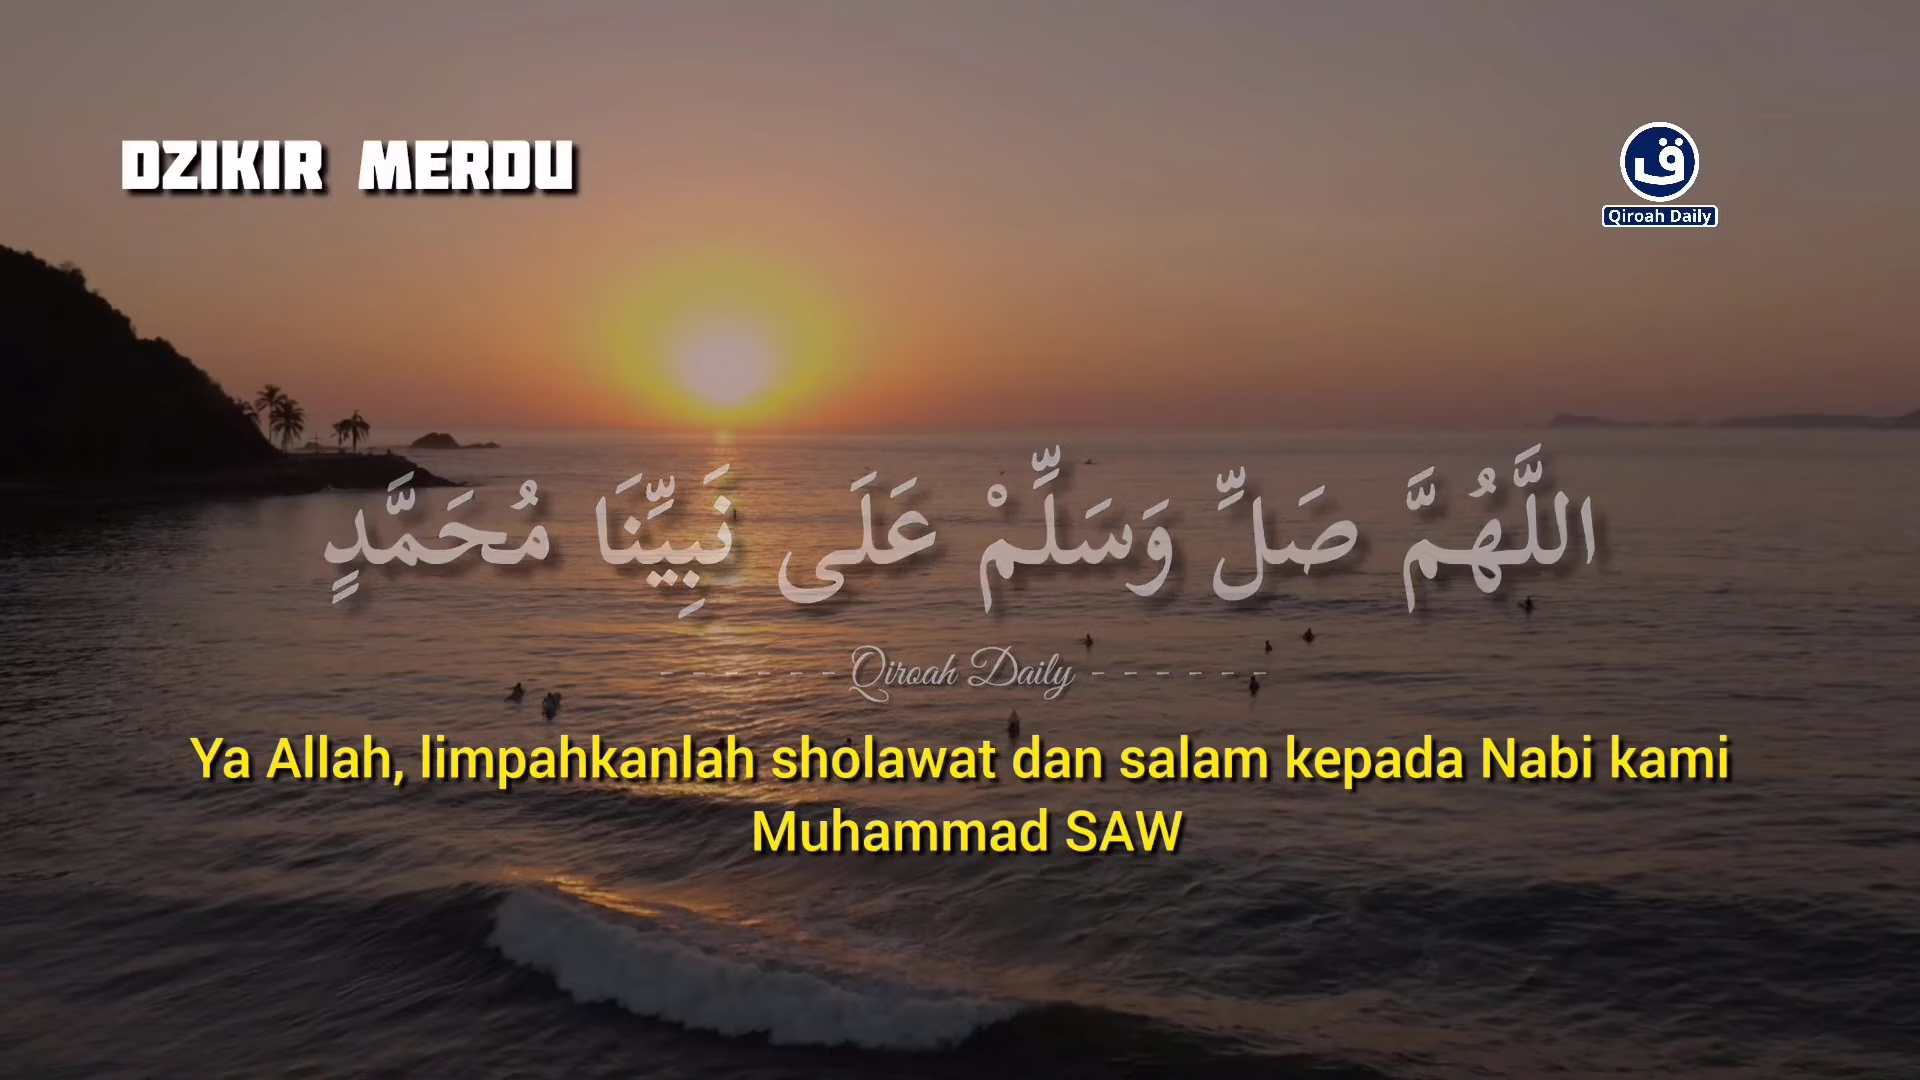 DZIKIR MERDU
ق
Qiroah Daily
اللَّهُمَّ صَلِّ وَسَلِّمْ عَلَى نَبِيِّنَا مُحَمَّدٍ
- - - - - - Qiroah Daily - - - - - -
Ya Allah, limpahkanlah sholawat dan salam kepada Nabi kami
Muhammad SAW